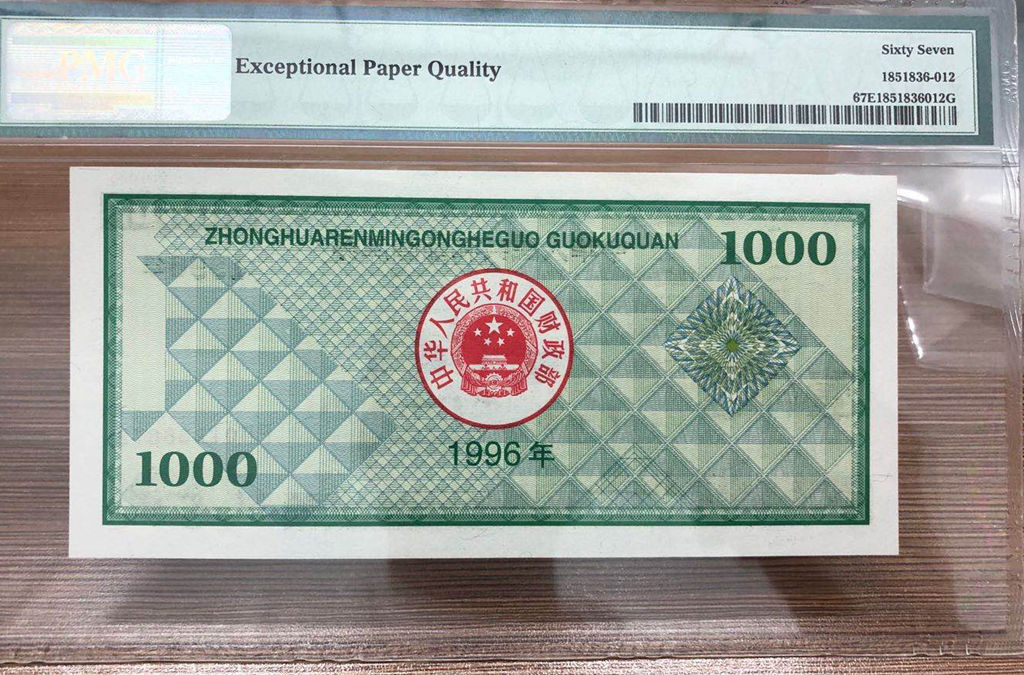 PMG
Exceptional Paper Quality
Sixty Seven
1851836-012
67E1851836012G
ZHONGHUARENMINGONGHEGUO GUOKUQUAN
1000
中华人民共和国财政部
1996年
1000